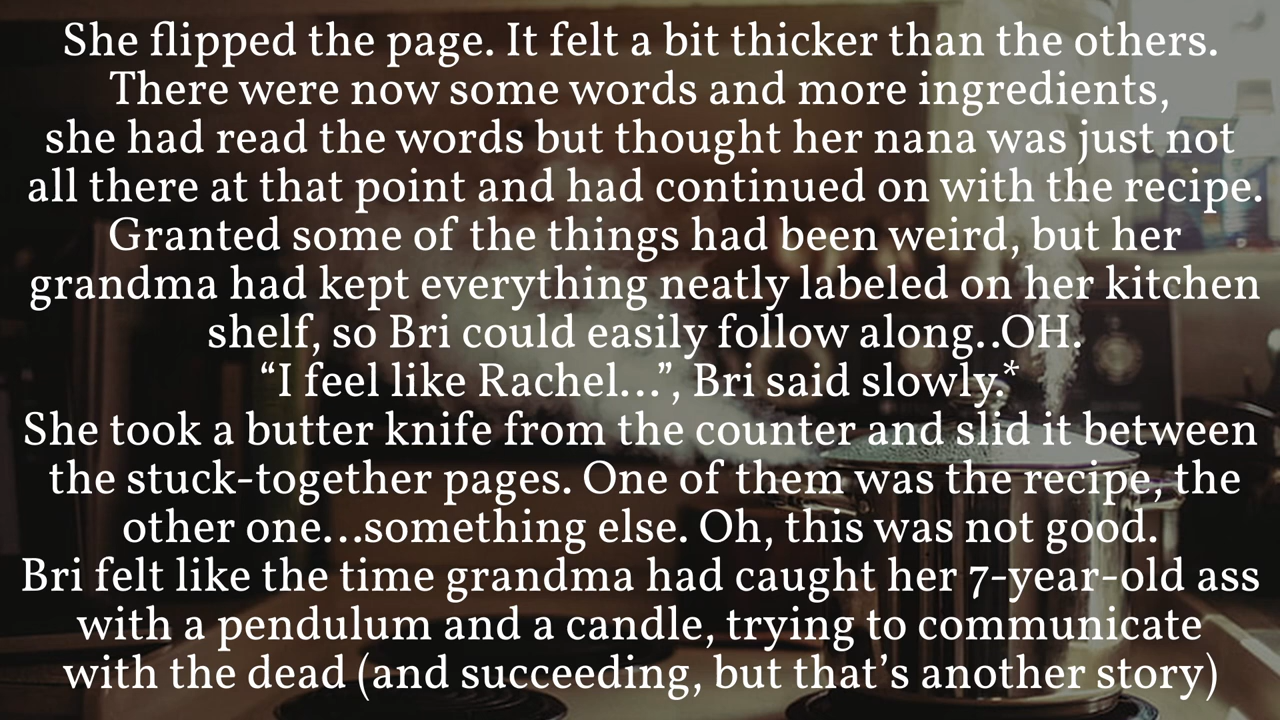 She flipped the page. It felt a bit thicker than the others.
There were now some words and more ingredients,
she had read the words but thought her nana was just not
all there at that point and had continued on with the recipe.
Granted some of the things had been weird, but her
grandma had kept everything neatly labeled on her kitchen
shelf, so Bri could easily follow along..OH.
“I feel like Rachel…”, Bri said slowly.*
She took a butter knife from the counter and slid it between
the stuck-together pages. One of them was the recipe, the
other one…something else. Oh, this was not good.
Bri felt like the time grandma had caught her 7-year-old ass
with a pendulum and a candle, trying to communicate
with the dead (and succeeding, but that’s another story)